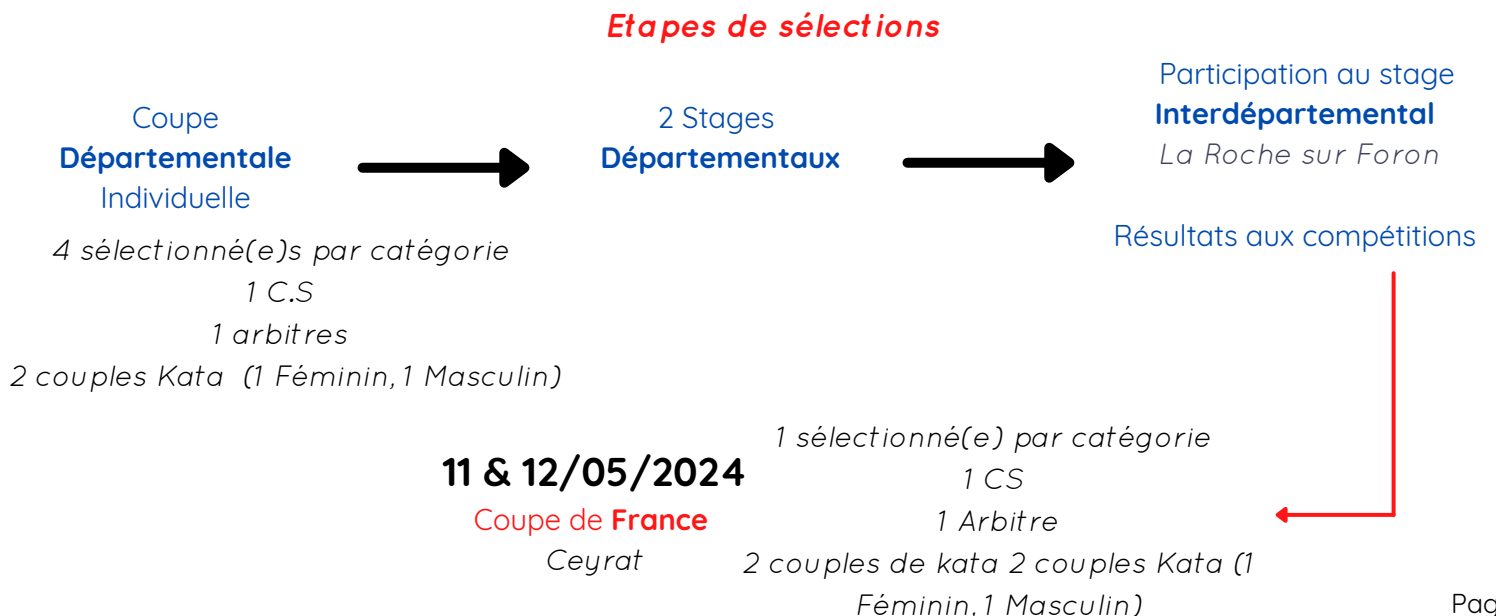 Etapes de sélections
Coupe
Départementale
Individuelle
4 sélectionné(e)s par catégorie
1 C.S
1 arbitres
2 couples Kata (1 Féminin, 1 Masculin)
2 Stages
Départementaux
Participation au stage
Interdépartemental
La Roche sur Foron
Résultats aux compétitions
1 sélectionné(e) par catégorie
1 CS
1 Arbitre
2 couples de kata 2 couples Kata (1
Féminin, 1 Masculin)
11 & 12/05/2024
Coupe de France
Ceyrat
Pag